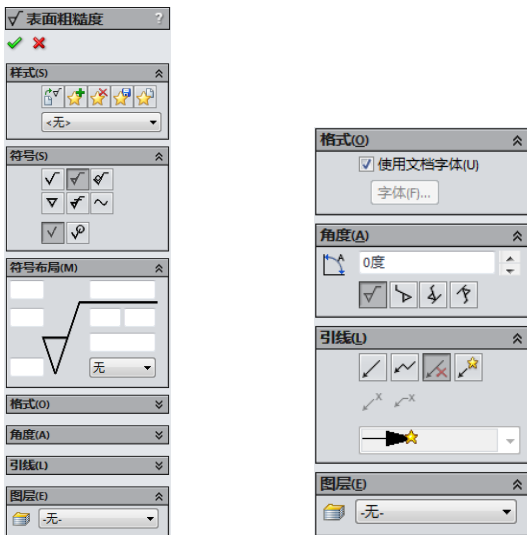 表面粗糙度 ?
样式(S)
<无>
符号(S)
符号布局(M)
无
格式(O)
角度(A)
引线(L)
图层(E)
-无-
格式(O)
使用文档字体(U)
字体(F)...
角度(A)
0度
引线(L)
图层(E)
-无-